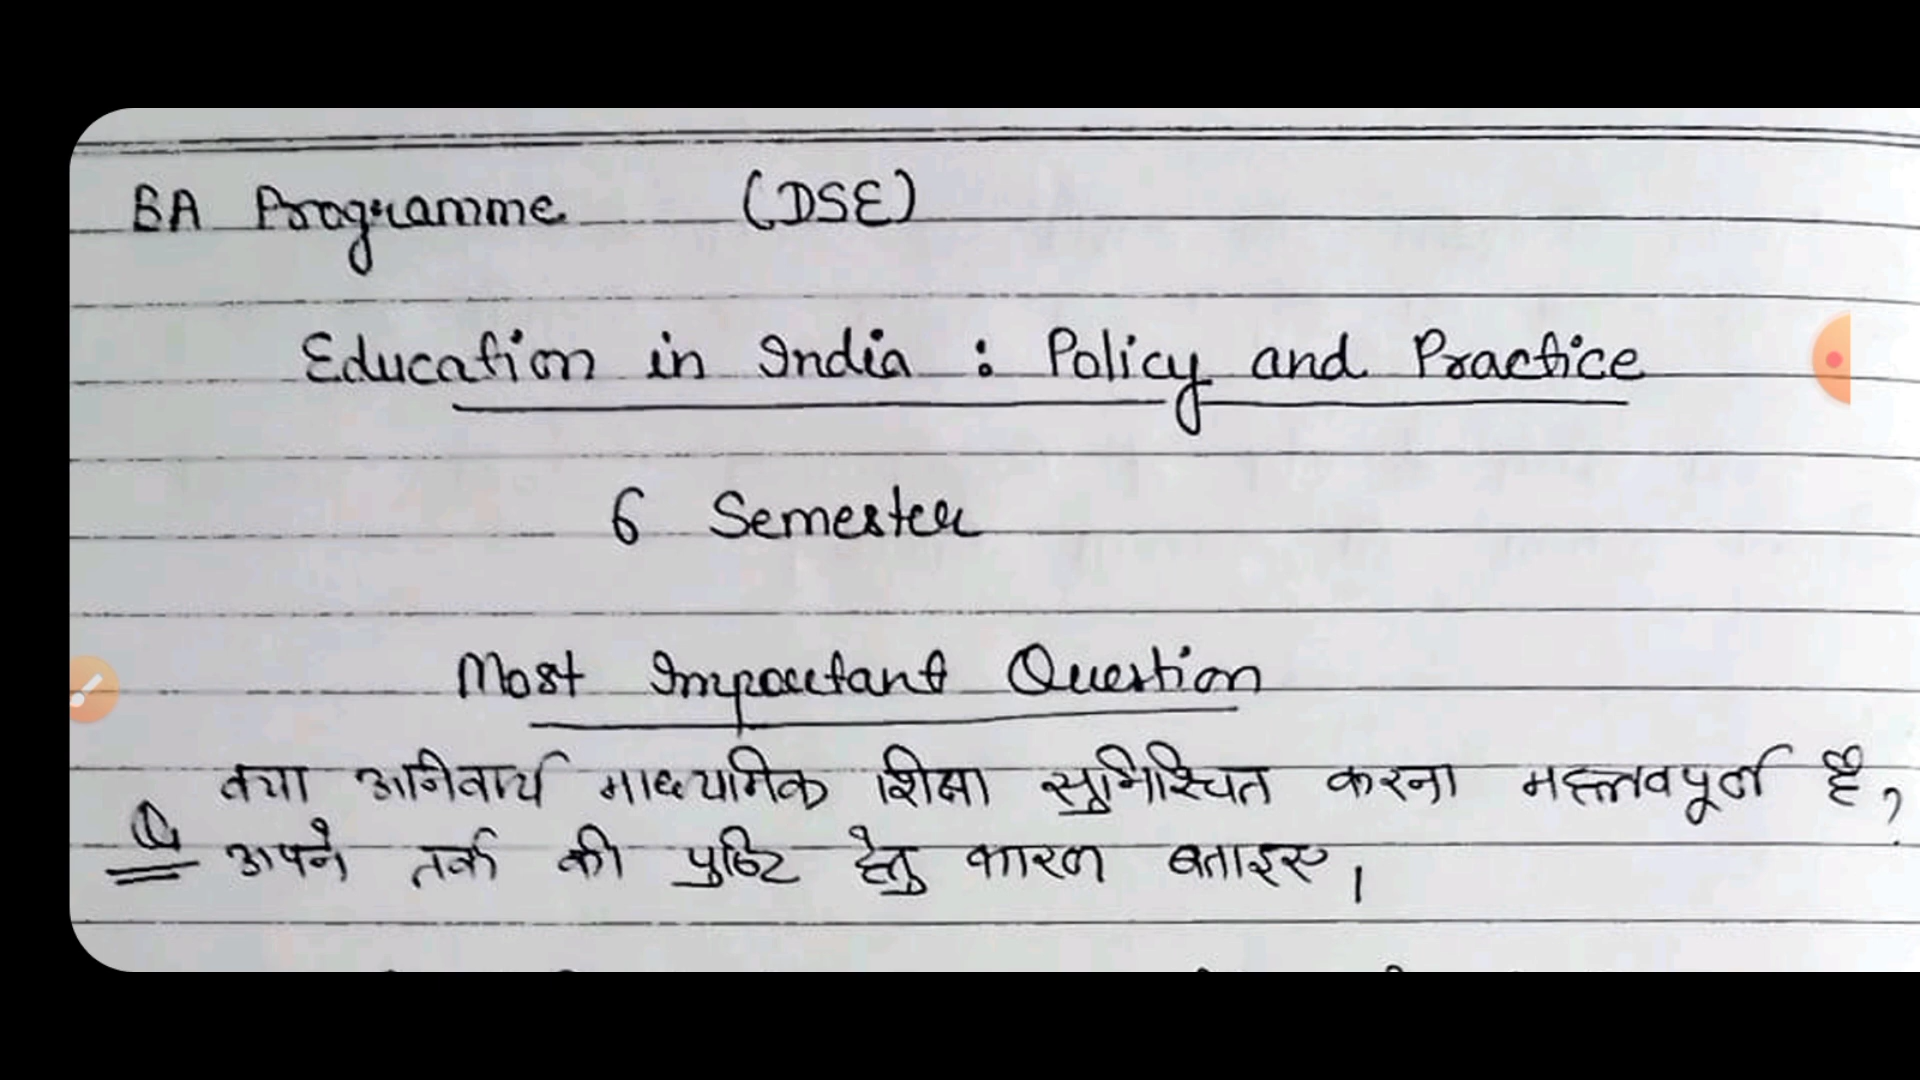 BA Programme (DSE)
Education in India : Policy and Practice
6 Semester
Most Important Question
क्या अनिवार्य माध्यमिक शिक्षा सुनिश्चित करना महत्त्वपूर्ण है?
Q अपने तर्क की पुष्टि हेतु कारण बताइए।